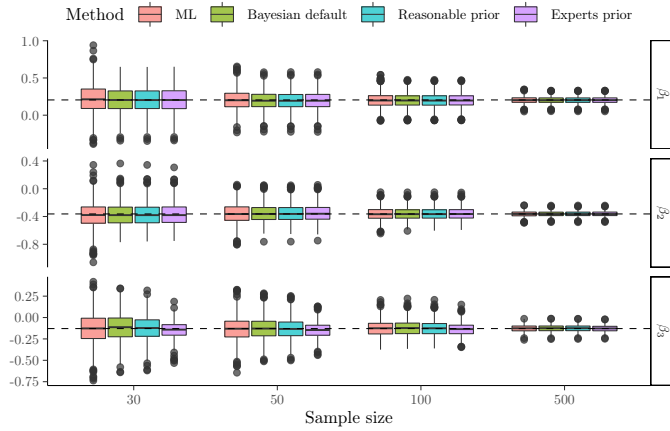 Method ML Bayesian default Reasonable prior Experts prior
1.0
0.5
0.0
β₁
0.4
0.0
-0.4
-0.8
β₂
0.25
0.00
-0.25
-0.50
-0.75
β₃
30 50 100 500
Sample size